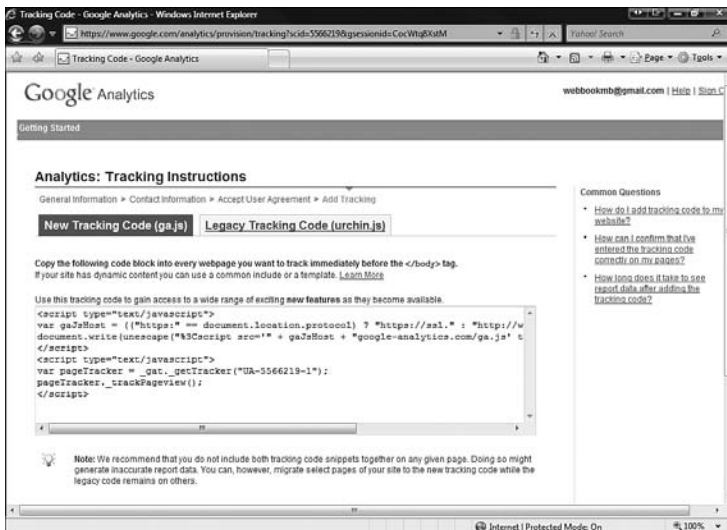 Tracking Code - Google Analytics - Windows Internet Explorer
https://www.google.com/analytics/provision/tracking?scid=5566219&gsessionid=CocWtqBXstM
Yahoo! Search
Tracking Code - Google Analytics
Page
Tools
Google Analytics
webbookmb@gmail.com | Help | Sign O
Getting Started
Analytics: Tracking Instructions
General Information > Contact Information > Accept User Agreement > Add Tracking
New Tracking Code (ga.js)
Legacy Tracking Code (urchin.js)
Copy the following code block into every webpage you want to track immediately before the </body> tag.
If your site has dynamic content you can use a common include or a template. Learn More
Use this tracking code to gain access to a wide range of exciting new features as they become available.
<script type="text/javascript">
var gaJsHost = (("https:" == document.location.protocol) ? "https://ssl." : "http://w
document.write(unescape("%3Cscript src='" + gaJsHost + "google-analytics.com/ga.js' t
</script>
<script type="text/javascript">
var pageTracker = _gat._getTracker("UA-5566219-1");
pageTracker._trackPageview();
</script>
Note: We recommend that you do not include both tracking code snippets together on any given page. Doing so might
generate inaccurate report data. You can, however, migrate select pages of your site to the new tracking code while the
legacy code remains on others.
Common Questions
How do I add tracking code to my
website?
How can I confirm that I've
entered the tracking code
correctly on my pages?
How long does it take to see
report data after adding the
tracking code?
Internet | Protected Mode: On
100%